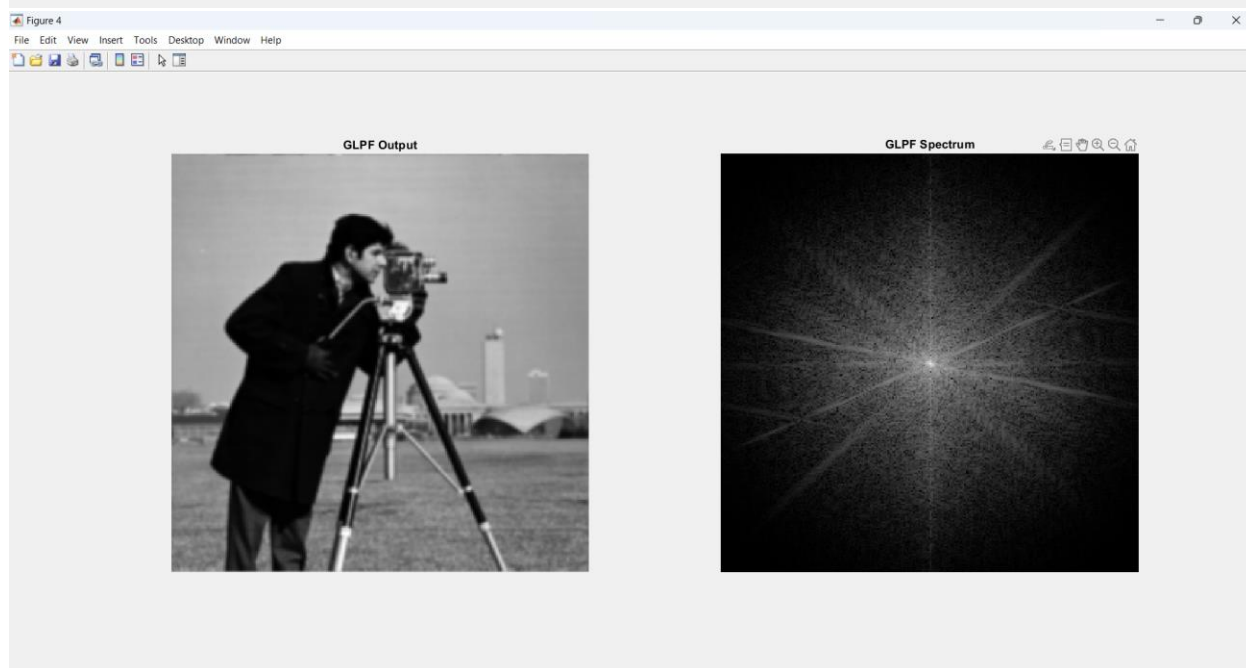 Figure 4
File Edit View Insert Tools Desktop Window Help
GLPF Output
GLPF Spectrum